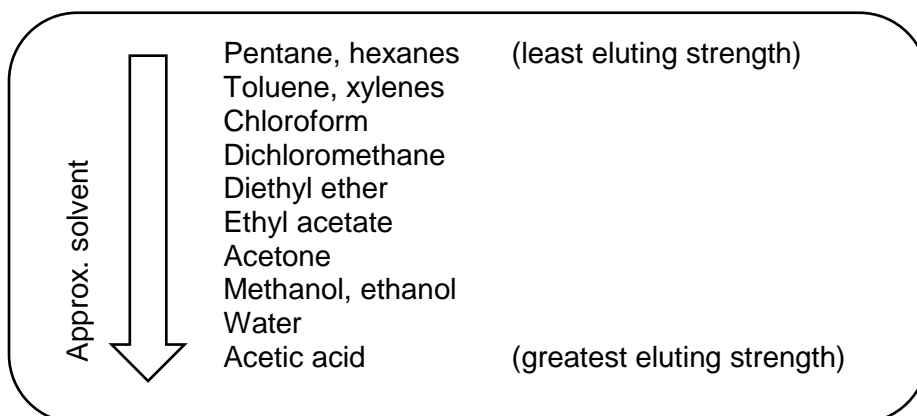 Pentane, hexanes (least eluting strength)
Toluene, xylenes
Chloroform
Dichloromethane
Diethyl ether
Ethyl acetate
Acetone
Methanol, ethanol
Water
Acetic acid (greatest eluting strength)
Approx. solvent